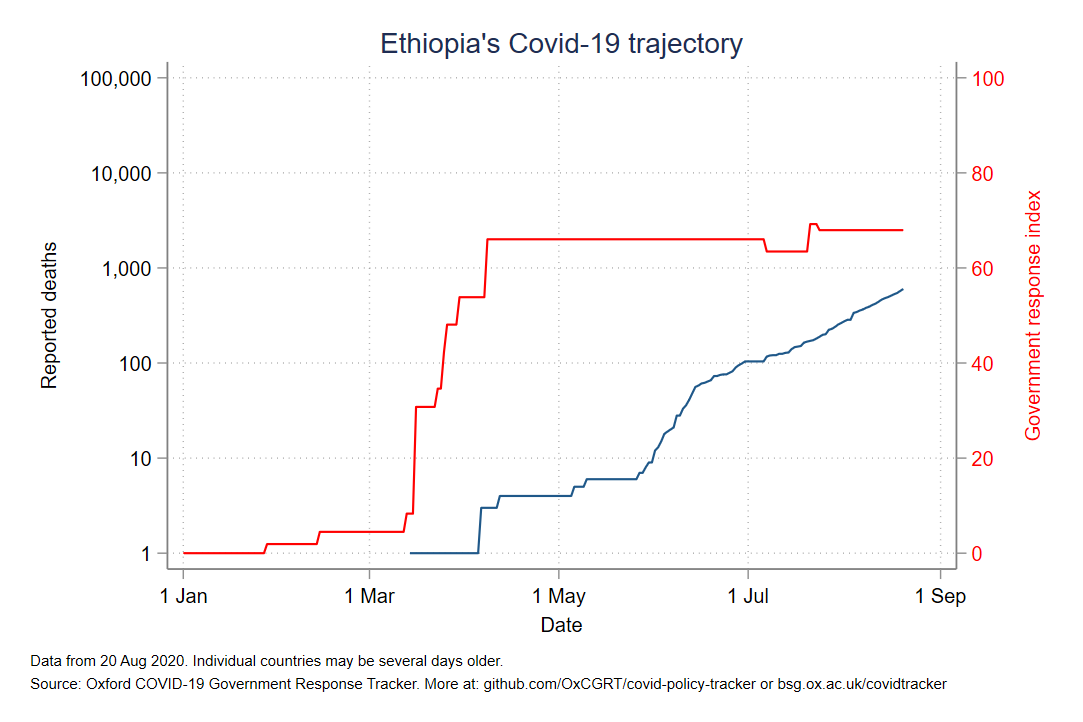 Ethiopia's Covid-19 trajectory
100,000
10,000
1,000
100
10
1
Reported deaths
100
80
60
40
20
0
Government response index
1 Jan
1 Mar
1 May
1 Jul
1 Sep
Date
Data from 20 Aug 2020. Individual countries may be several days older.
Source: Oxford COVID-19 Government Response Tracker. More at: github.com/OxCGRT/covid-policy-tracker or bsg.ox.ac.uk/covidtracker